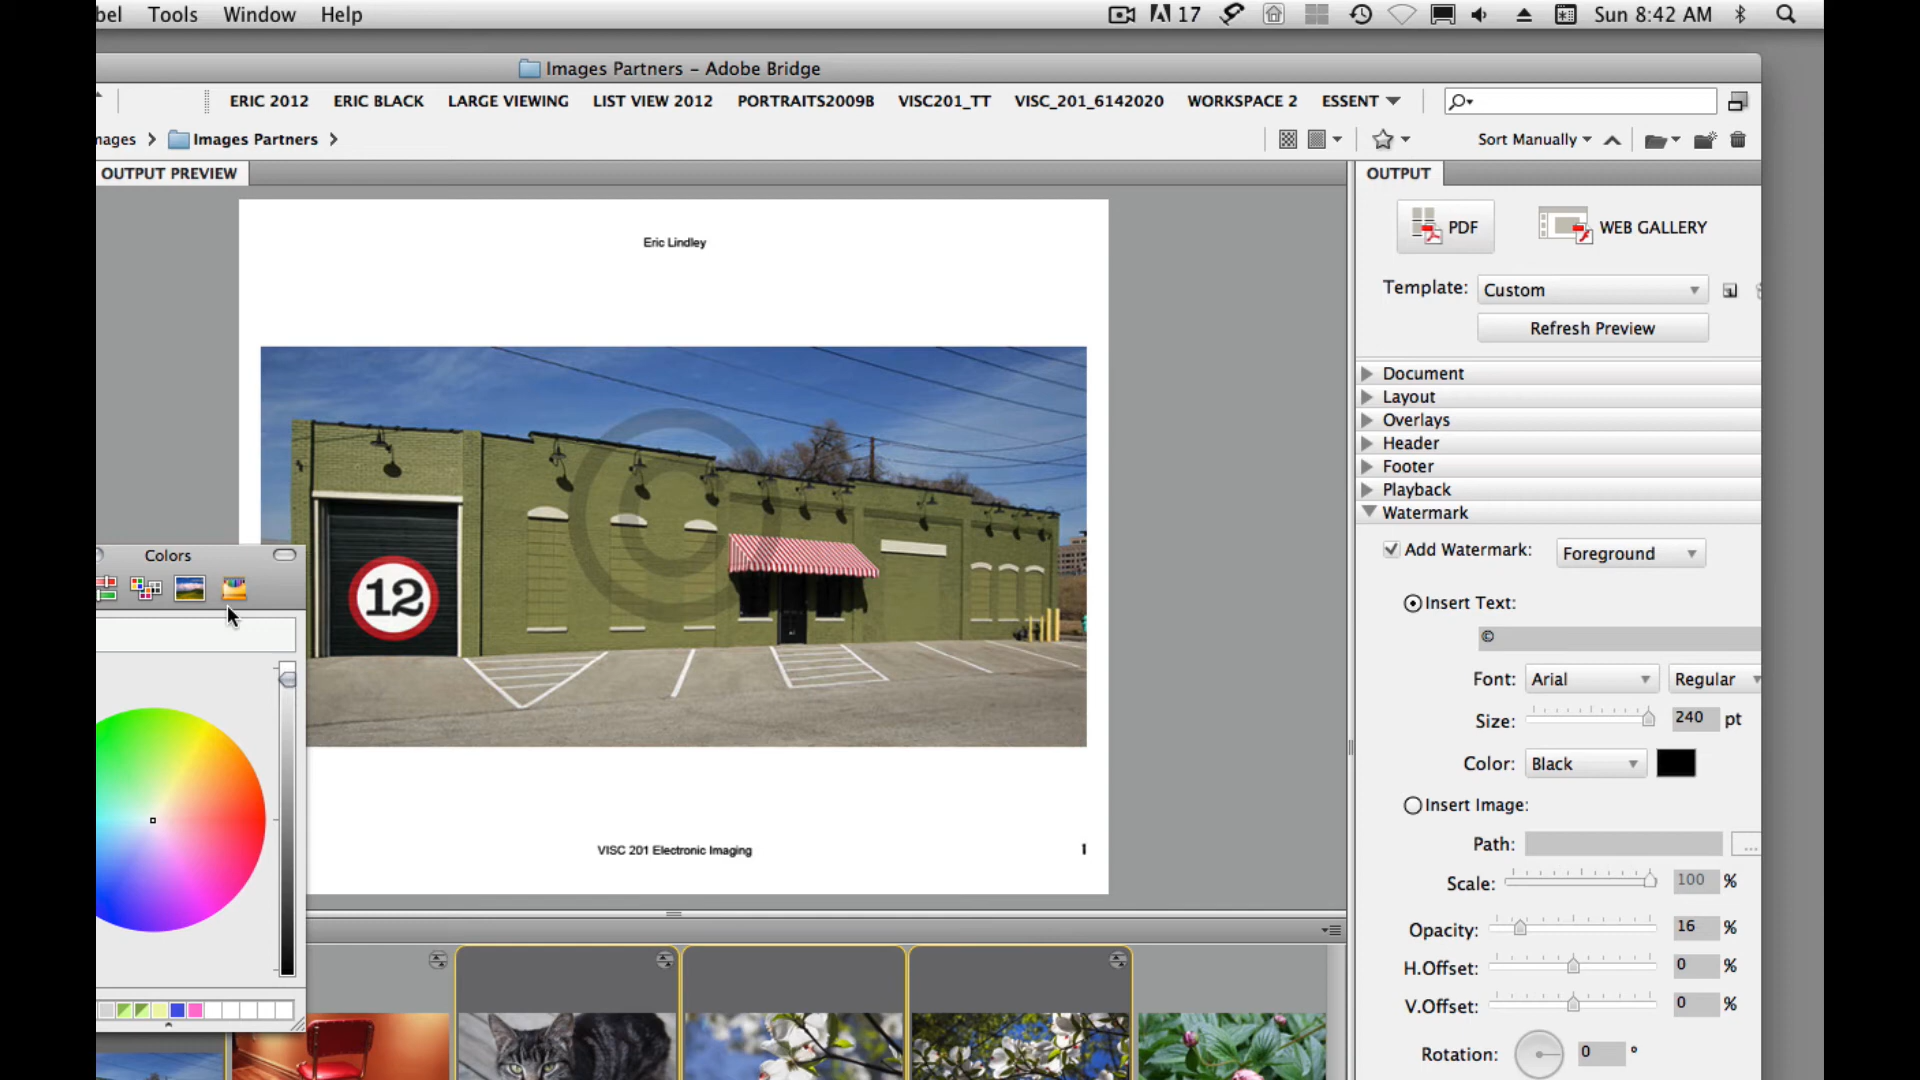 bel Tools Window Help 17 Sun 8:42 AM
Images Partners – Adobe Bridge
ERIC 2012 ERIC BLACK LARGE VIEWING LIST VIEW 2012 PORTRAITS2009B VISC201_TT VISC_201_6142020 WORKSPACE 2 ESSENT
mages Images Partners Sort Manually
OUTPUT PREVIEW
OUTPUT
PDF WEB GALLERY
Template: Custom
Refresh Preview
Document
Layout
Overlays
Header
Footer
Playback
Watermark
Add Watermark: Foreground
Insert Text:
©
Font: Arial Regular
Size: 240 pt
Color: Black
Insert Image:
Path: ...
Scale: 100 %
Opacity: 16 %
H.Offset: 0 %
V.Offset: 0 %
Rotation: 0 °
Eric Lindley
©
12
VISC 201 Electronic Imaging 1
Colors